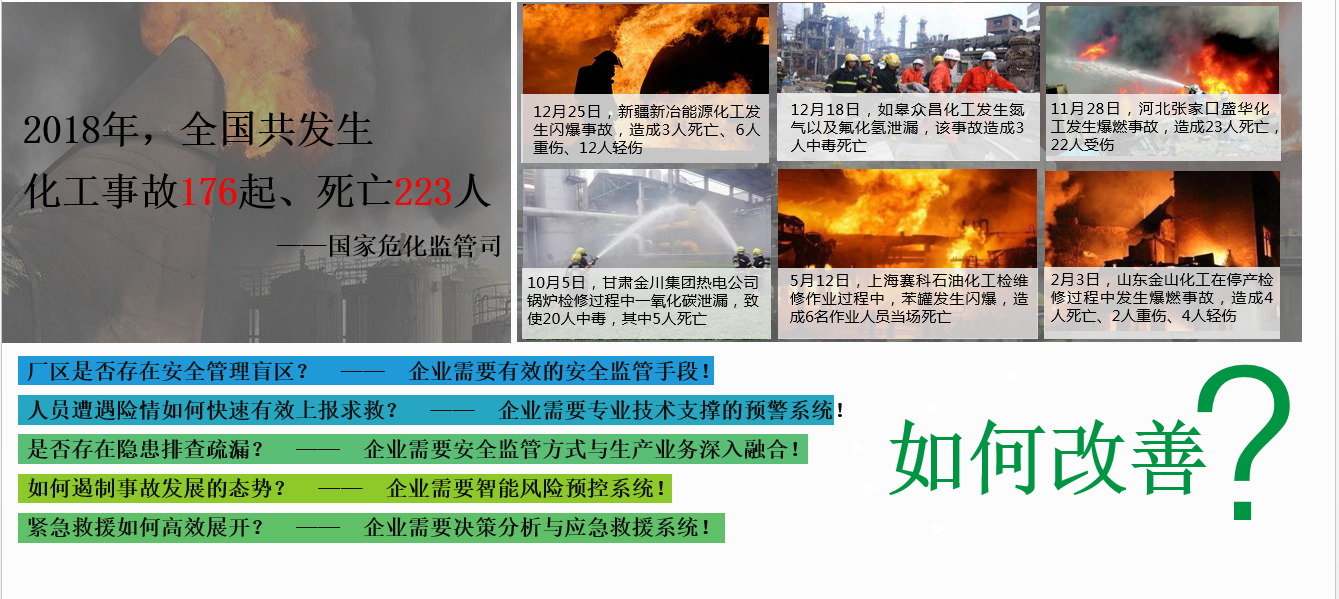 2018年，全国共发生
化工事故176起、死亡223人
——国家危化监管司
12月25日，新疆新冶能源化工发
生闪爆事故，造成3人死亡、6人
重伤、12人轻伤
12月18日，如皋众昌化工发生氮
气以及氟化氢泄漏，该事故造成3
人中毒死亡
11月28日，河北张家口盛华化
工发生爆燃事故，造成23人死亡，
22人受伤
10月5日，甘肃金川集团热电公司
锅炉检修过程中一氧化碳泄漏，致
使20人中毒，其中5人死亡
5月12日，上海赛科石油化工检维
修作业过程中，苯罐发生闪爆，造
成6名作业人员当场死亡
2月3日，山东金山化工在停产检
修过程中发生爆燃事故，造成4
人死亡、2人重伤、4人轻伤
厂区是否存在安全管理盲区？ —— 企业需要有效的安全监管手段！
人员遭遇险情如何快速有效上报求救？ —— 企业需要专业技术支撑的预警系统！
是否存在隐患排查疏漏？ —— 企业需要安全监管方式与生产业务深入融合！
如何遏制事故发展的态势？ —— 企业需要智能风险预控系统！
紧急救援如何高效展开？ —— 企业需要决策分析与应急救援系统！
如何改善？